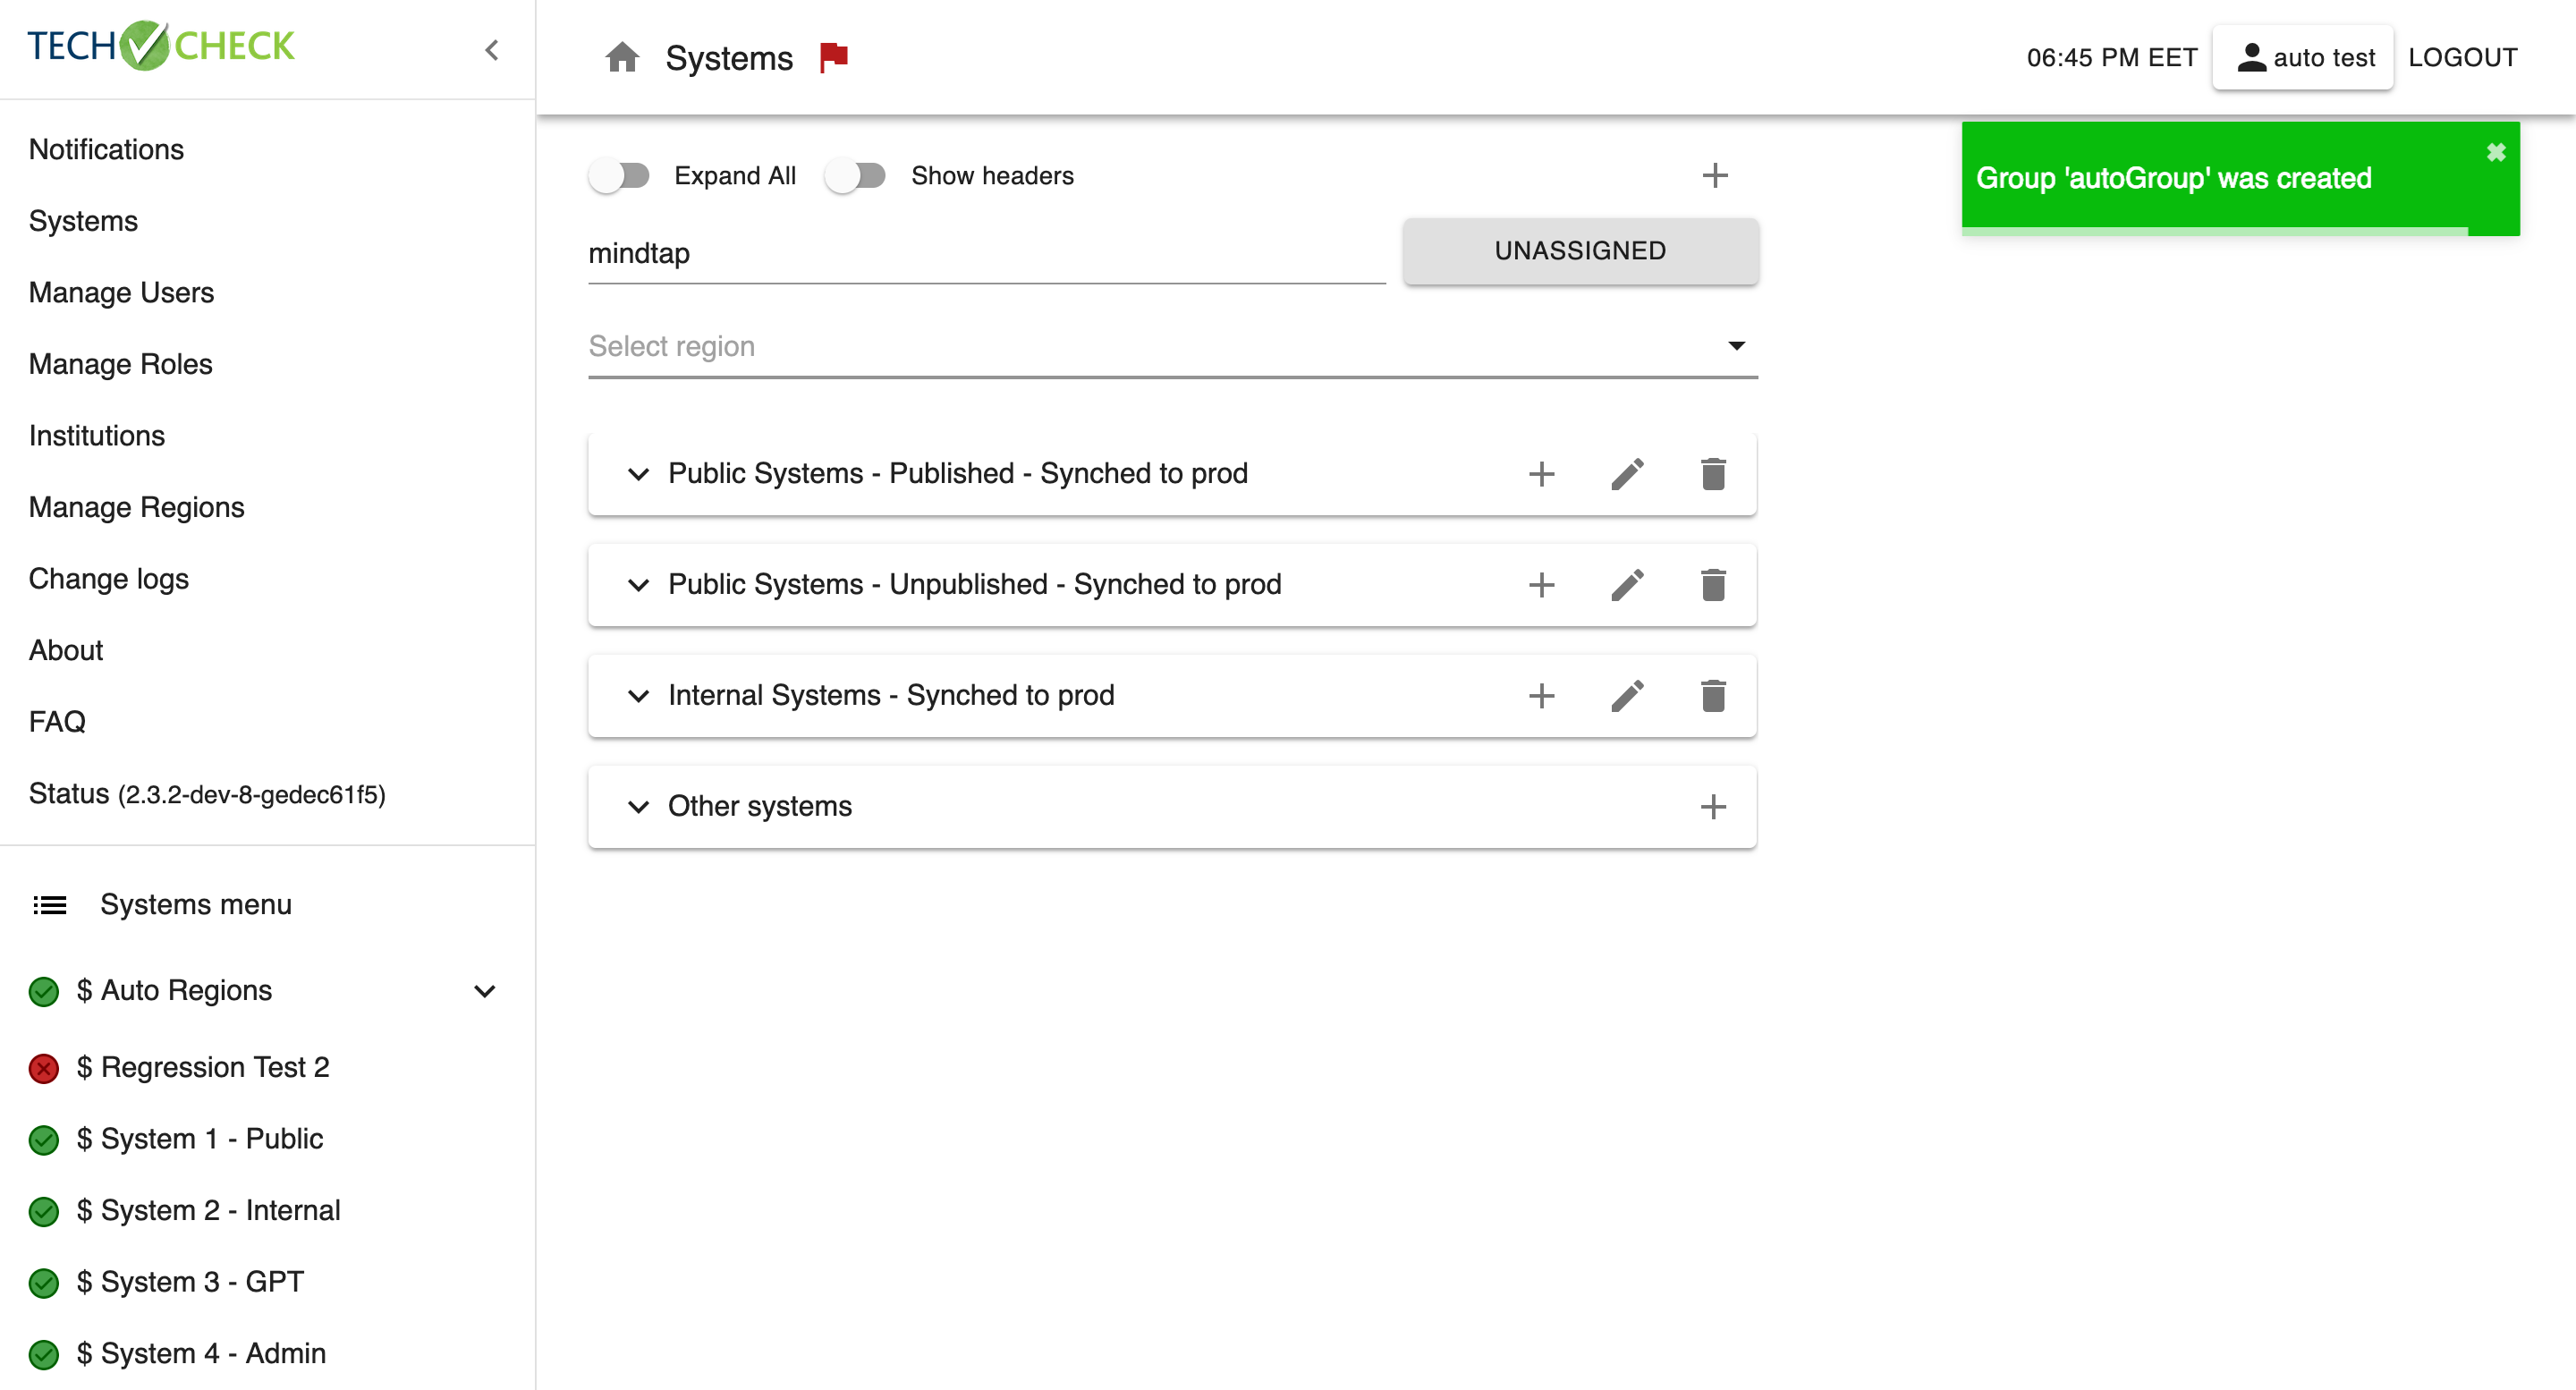 TECH CHECK
Notifications
Systems
Manage Users
Manage Roles
Institutions
Manage Regions
Change logs
About
FAQ
Status (2.3.2-dev-8-gedec61f5)
Systems menu
$ Auto Regions
$ Regression Test 2
$ System 1 - Public
$ System 2 - Internal
$ System 3 - GPT
$ System 4 - Admin
Systems
06:45 PM EET
auto test
LOGOUT
Expand All
Show headers
mindtap
UNASSIGNED
Select region
Public Systems - Published - Synched to prod
Public Systems - Unpublished - Synched to prod
Internal Systems - Synched to prod
Other systems
Group 'autoGroup' was created